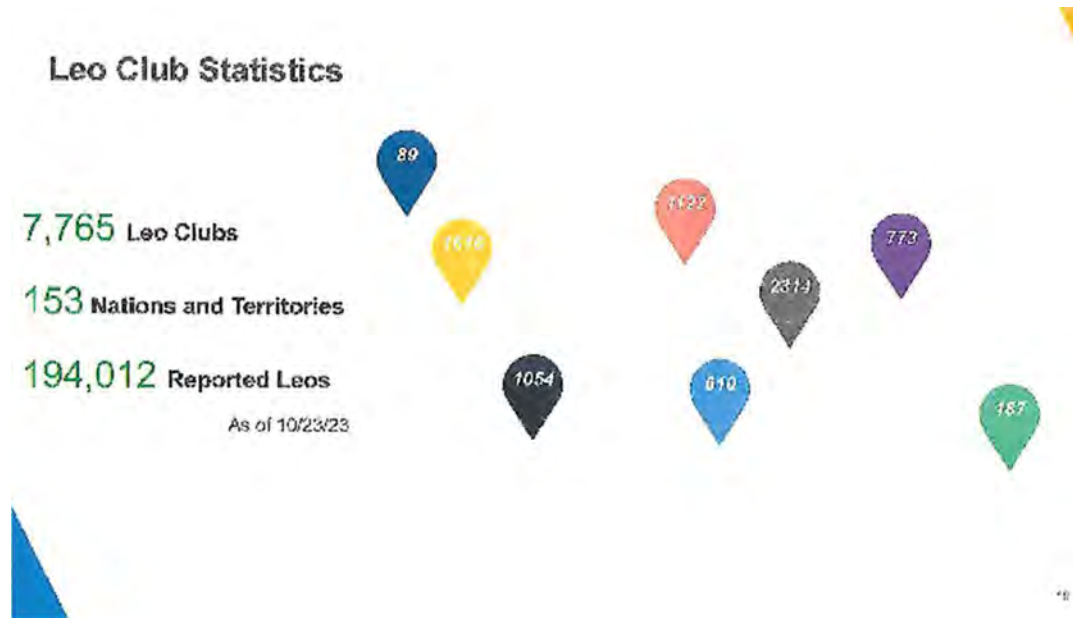 Leo Club Statistics
89
7,765 Leo Clubs
1616
1122
773
153 Nations and Territories
2314
194,012 Reported Leos
1054
610
187
As of 10/23/23